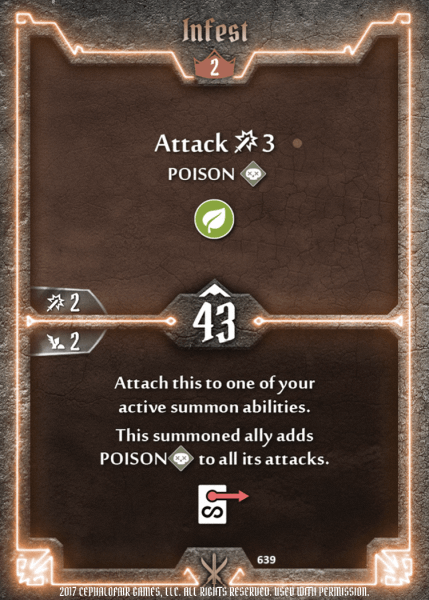 Infest
2
Attack 3
POISON
2
43
2
Attach this to one of your
active summon abilities.
This summoned ally adds
POISON to all its attacks.
639
2017 CEPHALOFAIR GAMES, LLC. ALL RIGHTS RESERVED. USED WITH PERMISSION.